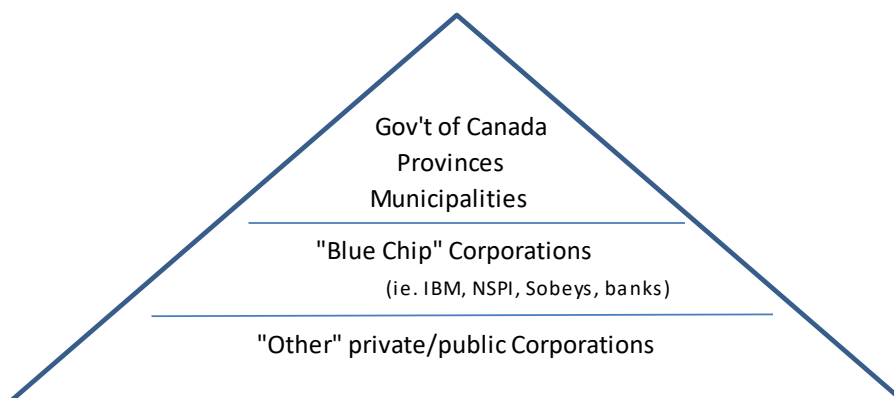 Gov't of Canada
Provinces
Municipalities
"Blue Chip" Corporations
(ie. IBM, NSPI, Sobeys, banks)
"Other" private/public Corporations